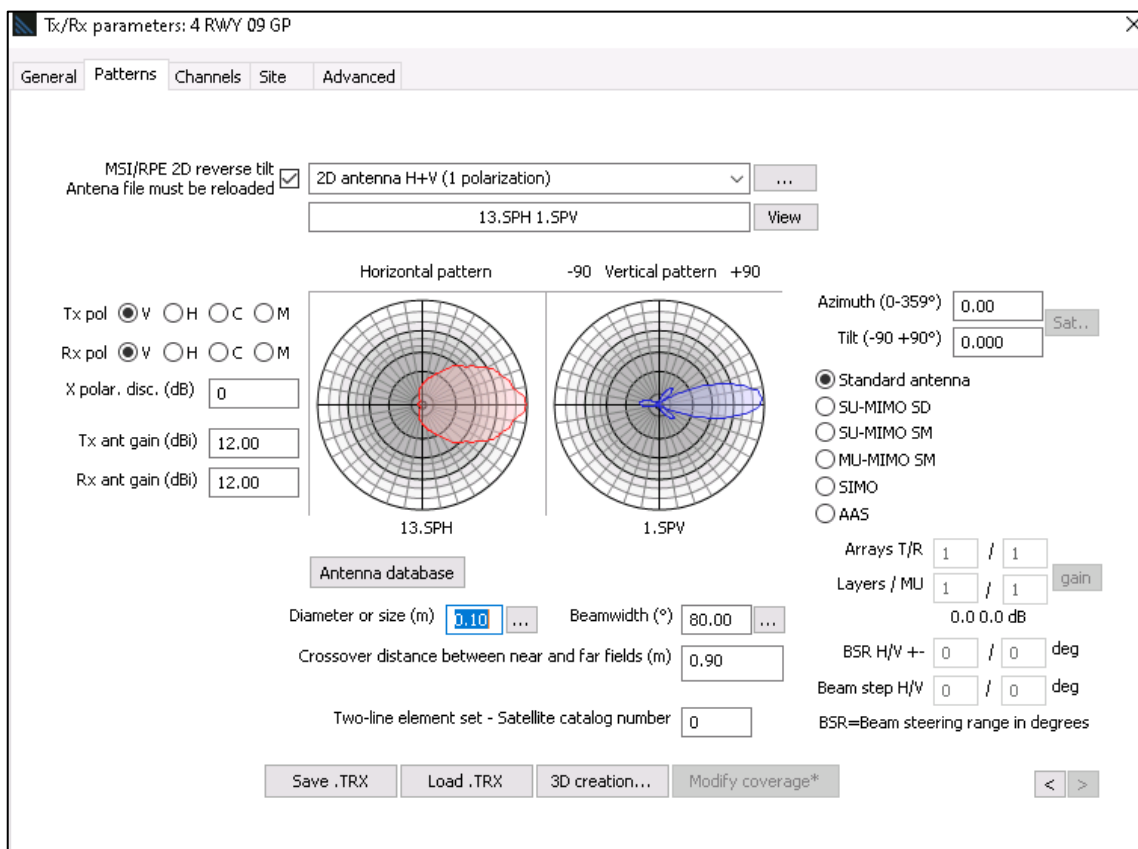 Tx/Rx parameters: 4 RWY 09 GP
General Patterns Channels Site Advanced
MSI/RPE 2D reverse tilt
Antena file must be reloaded
2D antenna H+V (1 polarization)
...
13.SPH 1.SPV
View
Horizontal pattern
-90 Vertical pattern +90
Tx pol V H C M
Rx pol V H C M
X polar. disc. (dB) 0
Tx ant gain (dBi) 12.00
Rx ant gain (dBi) 12.00
13.SPH
1.SPV
Azimuth (0-359°) 0.00
Tilt (-90 +90°) 0.000
Sat..
Standard antenna
SU-MIMO SD
SU-MIMO SM
MU-MIMO SM
SIMO
AAS
Arrays T/R 1 / 1
Layers / MU 1 / 1
gain
0.0 0.0 dB
BSR H/V +- 0 / 0 deg
Beam step H/V 0 / 0 deg
BSR=Beam steering range in degrees
Antenna database
Diameter or size (m) 0.10 ... Beamwidth (°) 80.00 ...
Crossover distance between near and far fields (m) 0.90
Two-line element set - Satellite catalog number 0
Save .TRX Load .TRX 3D creation... Modify coverage* < >